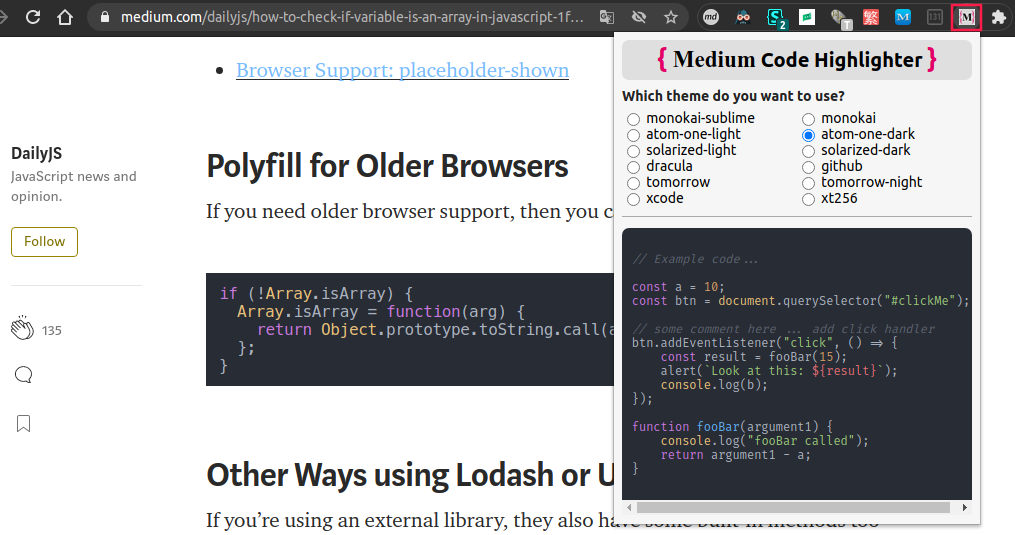 medium.com/dailyjs/how-to-check-if-variable-is-an-array-in-javascript-1f...
md
2
T
繁
M
131
M
Browser Support: placeholder-shown
DailyJS
JavaScript news and
opinion.
Follow
135
Polyfill for Older Browsers
If you need older browser support, then you c
if (!Array.isArray) {
Array.isArray = function(arg) {
return Object.prototype.toString.call(a
};
}
Other Ways using Lodash or U
If you're using an external library, they also have some built-in methods too
{ Medium Code Highlighter }
Which theme do you want to use?
monokai-sublime
monokai
atom-one-light
atom-one-dark
solarized-light
solarized-dark
dracula
github
tomorrow
tomorrow-night
xcode
xt256
// Example code...
const a = 10;
const btn = document.querySelector("#clickMe");
// some comment here ... add click handler
btn.addEventListener("click", () => {
const result = fooBar(15);
alert(`Look at this: ${result}`);
console.log(b);
});
function fooBar(argument1) {
console.log("fooBar called");
return argument1 - a;
}